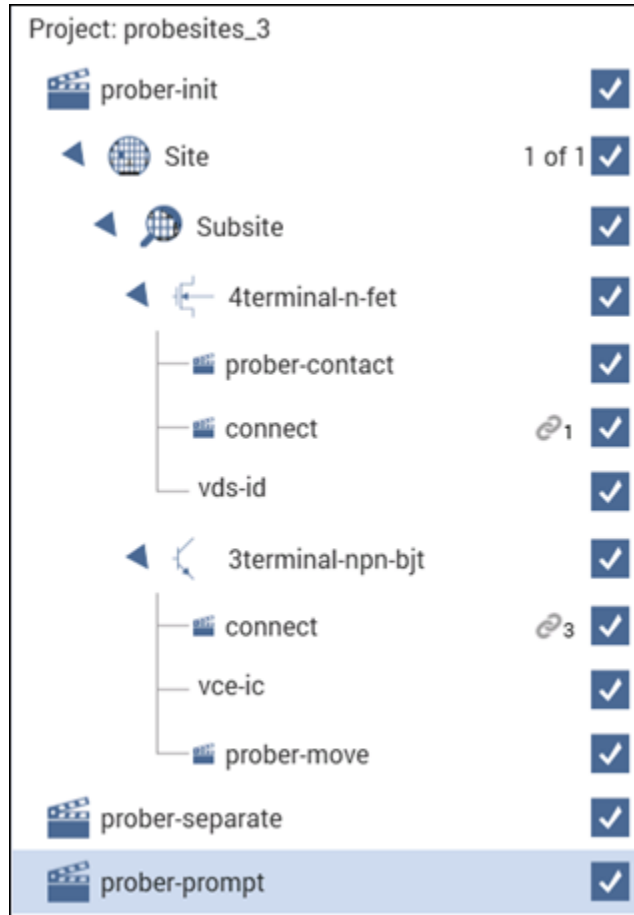 Project: probesites_3
prober-init
Site 1 of 1
Subsite
4terminal-n-fet
prober-contact
connect 1
vds-id
3terminal-npn-bjt
connect 3
vce-ic
prober-move
prober-separate
prober-prompt